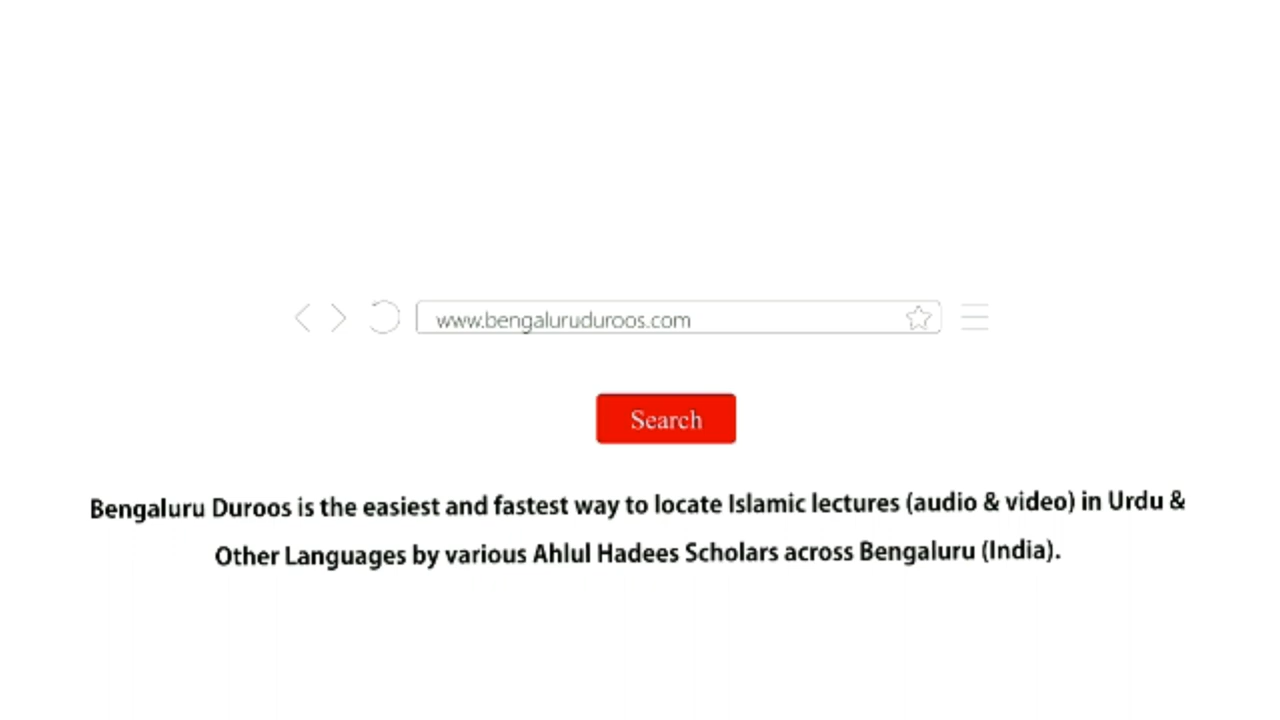 www.bengaluruduroos.com
Search
Bengaluru Duroos is the easiest and fastest way to locate Islamic lectures (audio & video) in Urdu &
Other Languages by various Ahlul Hadees Scholars across Bengaluru (India).